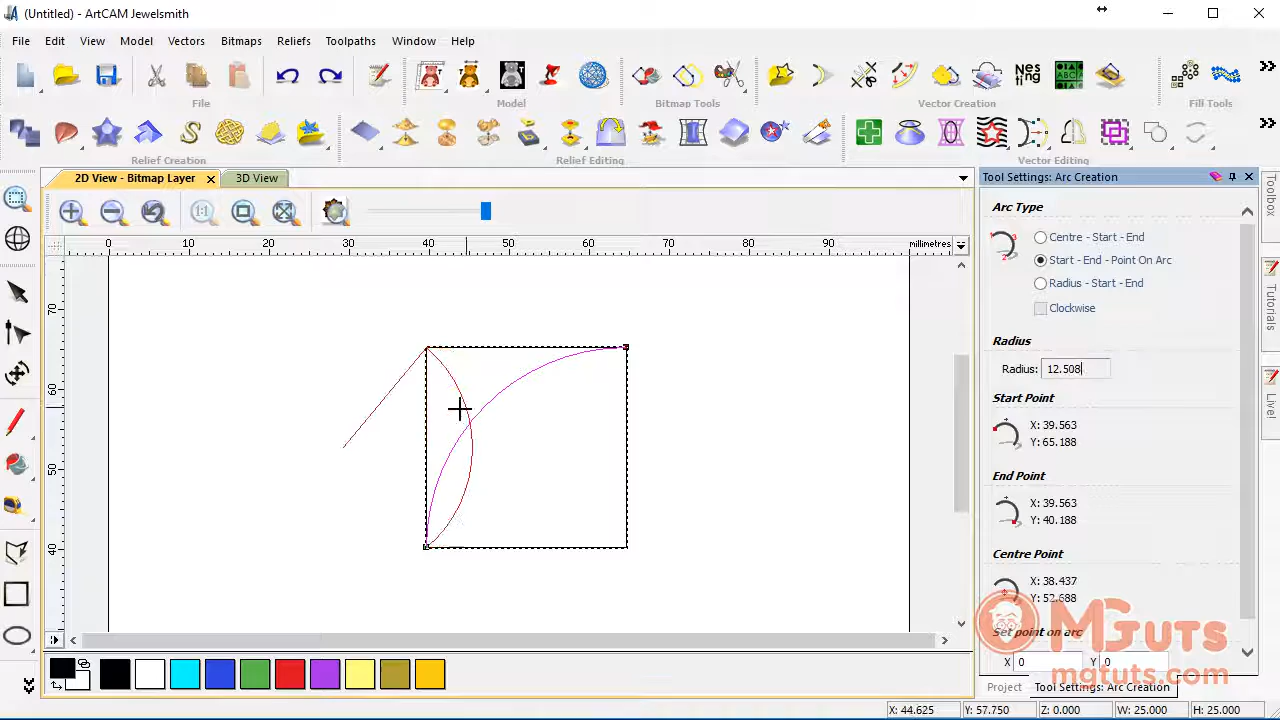 (Untitled) - ArtCAM Jewelsmith
File Edit View Model Vectors Bitmaps Reliefs Toolpaths Window Help
File Model Bitmap Tools Vector Creation Fill Tools
Relief Creation Relief Editing Vector Editing
2D View - Bitmap Layer 3D View
Tool Settings: Arc Creation
Arc Type
Centre - Start - End
Start - End - Point On Arc
Radius - Start - End
Clockwise
Radius
Radius: 12.508
Start Point
X: 39.563
Y: 65.188
End Point
X: 39.563
Y: 40.188
Centre Point
X: 38.437
Y: 52.688
Set point on arc
X 0 Y 0
Project Tool Settings: Arc Creation
Toolbox
Tutorials
Live!
1:1
0 10 20 30 40 50 60 70 80 90 millimetres
70
60
50
40
Nes
ting
ABC
MGuts
mgtuts.com
X: 44.625 Y: 57.750 Z: 0.000 W: 25.000 H: 25.000